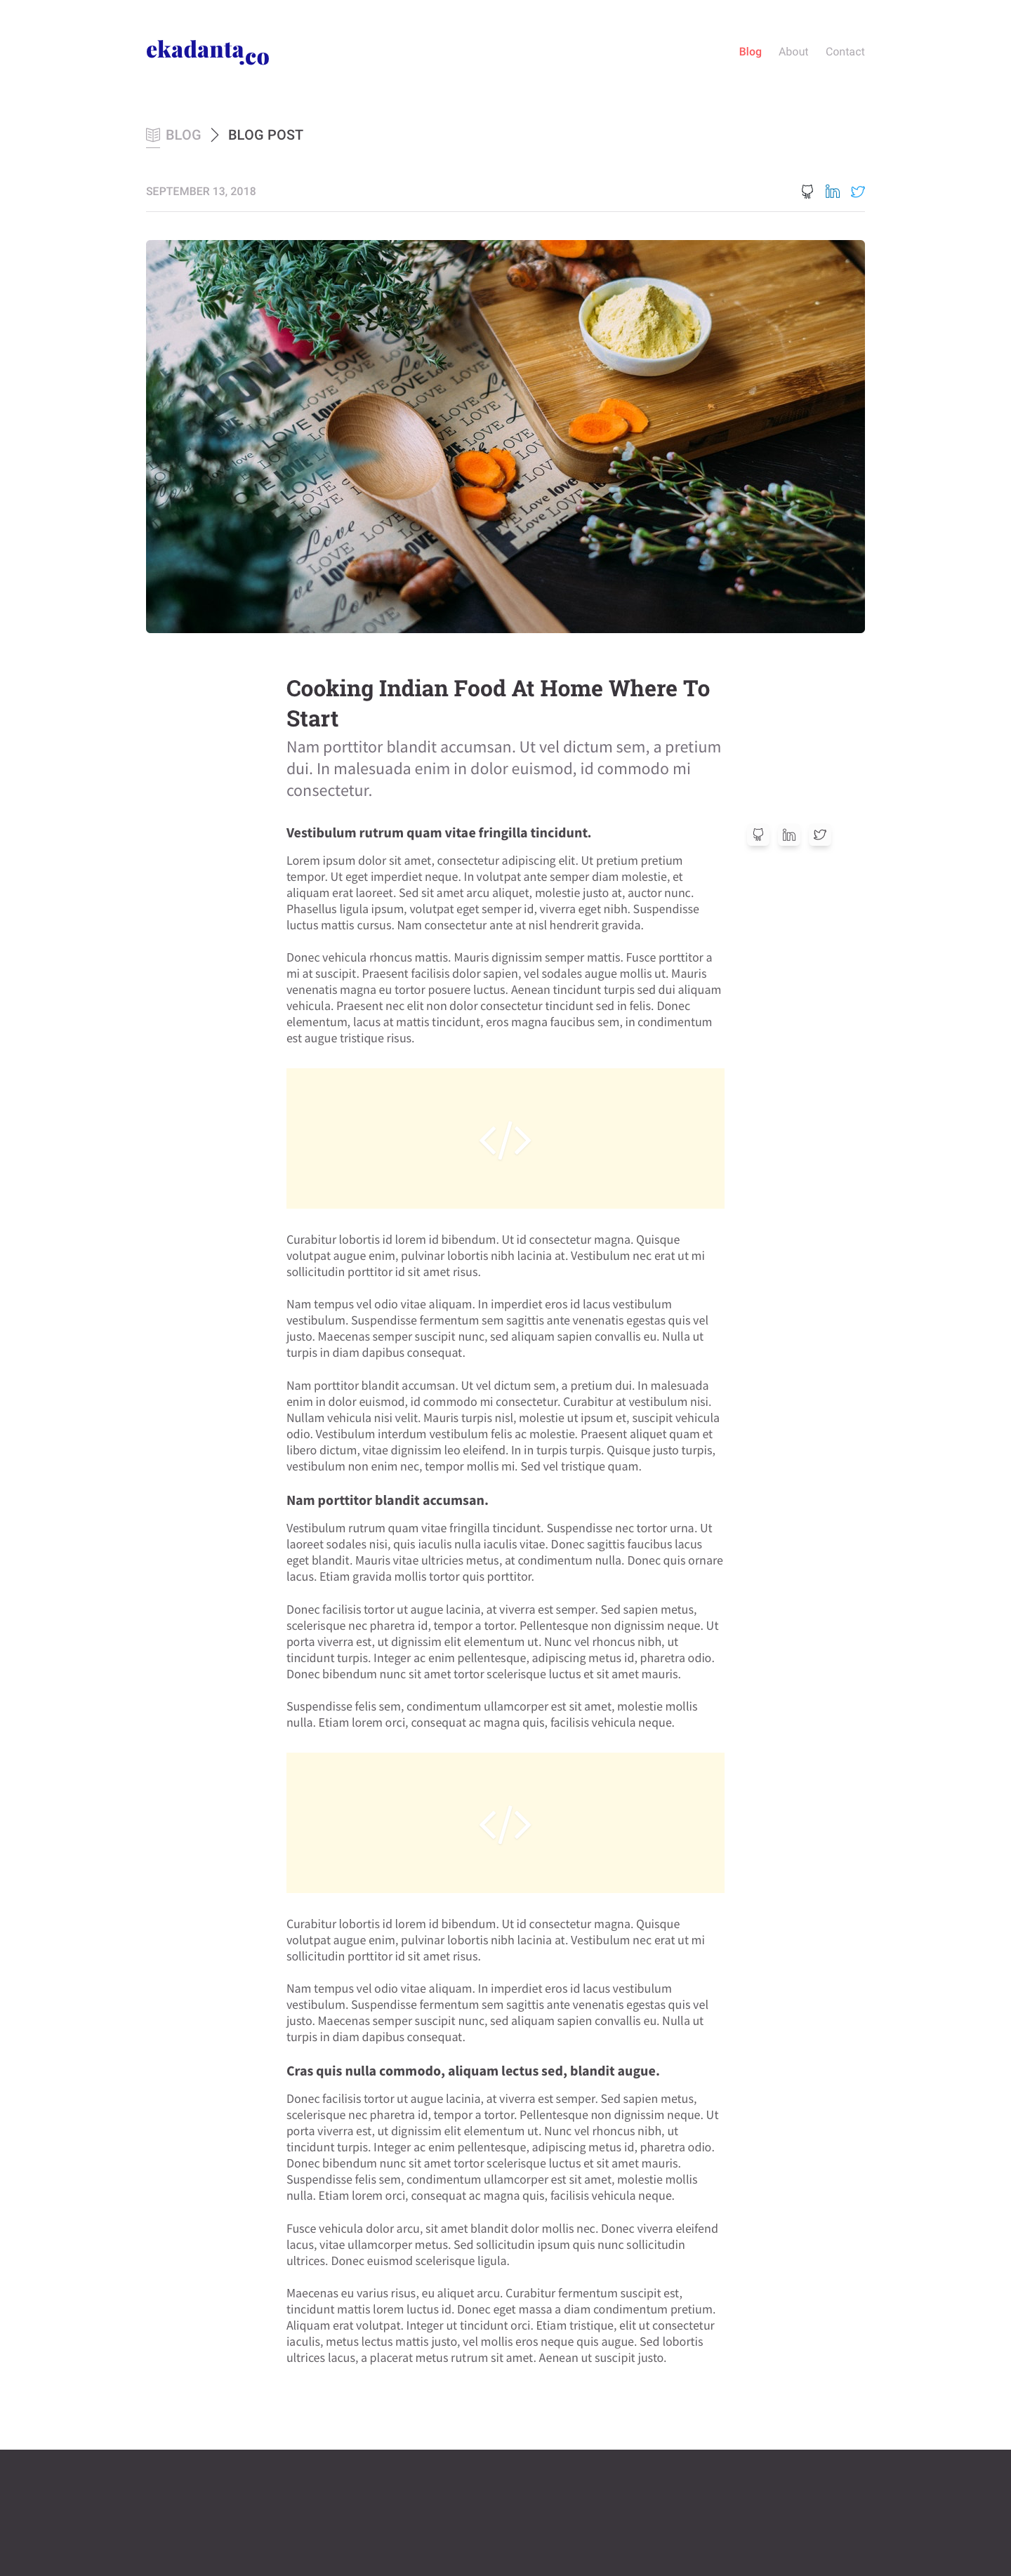 ekadanta.co
Blog About Contact
BLOG > BLOG POST
SEPTEMBER 13, 2018
LOVE
Love
Cooking Indian Food At Home Where To
Start
Nam porttitor blandit accumsan. Ut vel dictum sem, a pretium
dui. In malesuada enim in dolor euismod, id commodo mi
consectetur.
Vestibulum rutrum quam vitae fringilla tincidunt.
Lorem ipsum dolor sit amet, consectetur adipiscing elit. Ut pretium pretium
tempor. Ut eget imperdiet neque. In volutpat ante semper diam molestie, et
aliquam erat laoreet. Sed sit amet arcu aliquet, molestie justo at, auctor nunc.
Phasellus ligula ipsum, volutpat eget semper id, viverra eget nibh. Suspendisse
luctus mattis cursus. Nam consectetur ante at nisl hendrerit gravida.
Donec vehicula rhoncus mattis. Mauris dignissim semper mattis. Fusce porttitor a
mi at suscipit. Praesent facilisis dolor sapien, vel sodales augue mollis ut. Mauris
venenatis magna eu tortor posuere luctus. Aenean tincidunt turpis sed dui aliquam
vehicula. Praesent nec elit non dolor consectetur tincidunt sed in felis. Donec
elementum, lacus at mattis tincidunt, eros magna faucibus sem, in condimentum
est augue tristique risus.
</>
Curabitur lobortis id lorem id bibendum. Ut id consectetur magna. Quisque
volutpat augue enim, pulvinar lobortis nibh lacinia at. Vestibulum nec erat ut mi
sollicitudin porttitor id sit amet risus.
Nam tempus vel odio vitae aliquam. In imperdiet eros id lacus vestibulum
vestibulum. Suspendisse fermentum sem sagittis ante venenatis egestas quis vel
justo. Maecenas semper suscipit nunc, sed aliquam sapien convallis eu. Nulla ut
turpis in diam dapibus consequat.
Nam porttitor blandit accumsan. Ut vel dictum sem, a pretium dui. In malesuada
enim in dolor euismod, id commodo mi consectetur. Curabitur at vestibulum nisi.
Nullam vehicula nisi velit. Mauris turpis nisl, molestie ut ipsum et, suscipit vehicula
odio. Vestibulum interdum vestibulum felis ac molestie. Praesent aliquet quam et
libero dictum, vitae dignissim leo eleifend. In in turpis turpis. Quisque justo turpis,
vestibulum non enim nec, tempor mollis mi. Sed vel tristique quam.
Nam porttitor blandit accumsan.
Vestibulum rutrum quam vitae fringilla tincidunt. Suspendisse nec tortor urna. Ut
laoreet sodales nisi, quis iaculis nulla iaculis vitae. Donec sagittis faucibus lacus
eget blandit. Mauris vitae ultricies metus, at condimentum nulla. Donec quis ornare
lacus. Etiam gravida mollis tortor quis porttitor.
Donec facilisis tortor ut augue lacinia, at viverra est semper. Sed sapien metus,
scelerisque nec pharetra id, tempor a tortor. Pellentesque non dignissim neque. Ut
porta viverra est, ut dignissim elit elementum ut. Nunc vel rhoncus nibh, ut
tincidunt turpis. Integer ac enim pellentesque, adipiscing metus id, pharetra odio.
Donec bibendum nunc sit amet tortor scelerisque luctus et sit amet mauris.
Suspendisse felis sem, condimentum ullamcorper est sit amet, molestie mollis
nulla. Etiam lorem orci, consequat ac magna quis, facilisis vehicula neque.
</>
Curabitur lobortis id lorem id bibendum. Ut id consectetur magna. Quisque
volutpat augue enim, pulvinar lobortis nibh lacinia at. Vestibulum nec erat ut mi
sollicitudin porttitor id sit amet risus.
Nam tempus vel odio vitae aliquam. In imperdiet eros id lacus vestibulum
vestibulum. Suspendisse fermentum sem sagittis ante venenatis egestas quis vel
justo. Maecenas semper suscipit nunc, sed aliquam sapien convallis eu. Nulla ut
turpis in diam dapibus consequat.
Cras quis nulla commodo, aliquam lectus sed, blandit augue.
Donec facilisis tortor ut augue lacinia, at viverra est semper. Sed sapien metus,
scelerisque nec pharetra id, tempor a tortor. Pellentesque non dignissim neque. Ut
porta viverra est, ut dignissim elit elementum ut. Nunc vel rhoncus nibh, ut
tincidunt turpis. Integer ac enim pellentesque, adipiscing metus id, pharetra odio.
Donec bibendum nunc sit amet tortor scelerisque luctus et sit amet mauris.
Suspendisse felis sem, condimentum ullamcorper est sit amet, molestie mollis
nulla. Etiam lorem orci, consequat ac magna quis, facilisis vehicula neque.
Fusce vehicula dolor arcu, sit amet blandit dolor mollis nec. Donec viverra eleifend
lacus, vitae ullamcorper metus. Sed sollicitudin ipsum quis nunc sollicitudin
ultrices. Donec euismod scelerisque ligula.
Maecenas eu varius risus, eu aliquet arcu. Curabitur fermentum suscipit est,
tincidunt mattis lorem luctus id. Donec eget massa a diam condimentum pretium.
Aliquam erat volutpat. Integer ut tincidunt orci. Etiam tristique, elit ut consectetur
iaculis, metus lectus mattis justo, vel mollis eros neque quis augue. Sed lobortis
ultrices lacus, a placerat metus rutrum sit amet. Aenean ut suscipit justo.